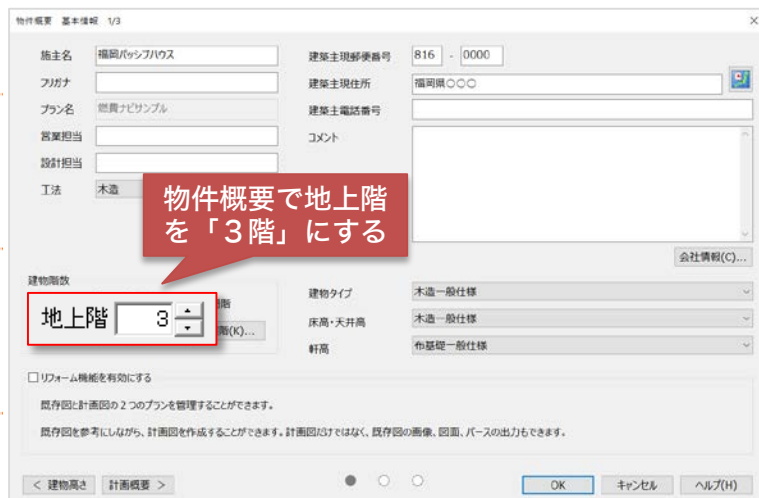 物件概要 基本情報 1/3
施主名 福岡パッシブハウス
フリガナ
プラン名 燃費ナビサンプル
営業担当
設計担当
工法 木造
建築主現郵便番号 816 - 0000
建築主現住所 福岡県○○○
建築主電話番号
コメント
物件概要で地上階
を「3階」にする
会社情報(C)...
建物階数
地上階 3
階(K)...
建物タイプ 木造一般仕様
床高・天井高 木造一般仕様
軒高 布基礎一般仕様
リフォーム機能を有効にする
既存図と計画図の2つのプランを管理することができます。
既存図を参考にしながら、計画図を作成することができます。計画図だけではなく、既存図の画像、図面、パースの出力もできます。
< 建物高さ 計画概要 > OK キャンセル ヘルプ(H)